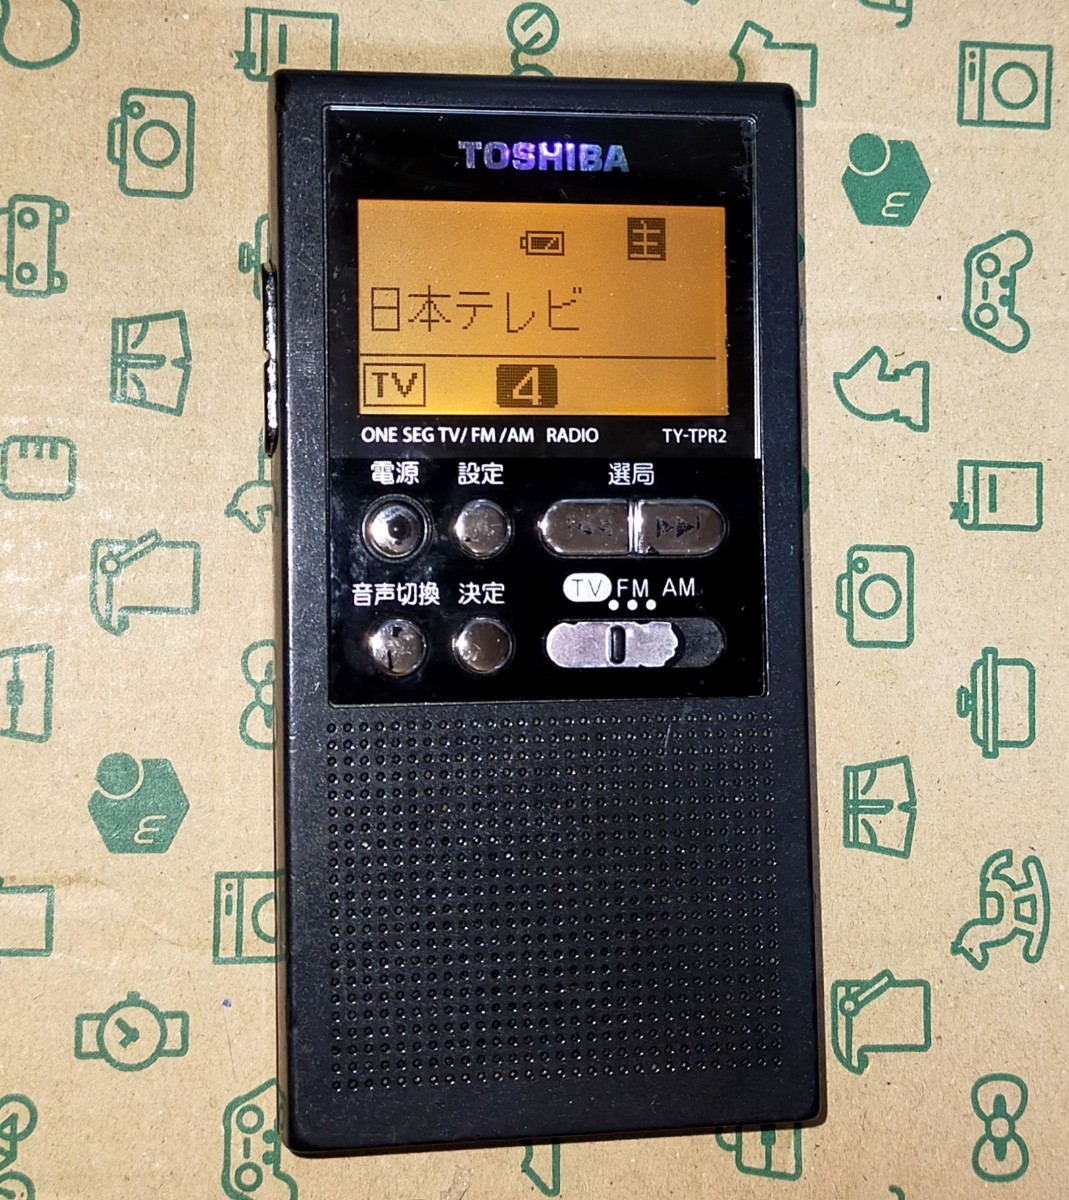 TOSHIBA
主
日本テレビ
TV 4
ONE SEG TV/ FM /AM RADIO TY-TPR2
電源 設定 選局
音声切換 決定 TV FM AM